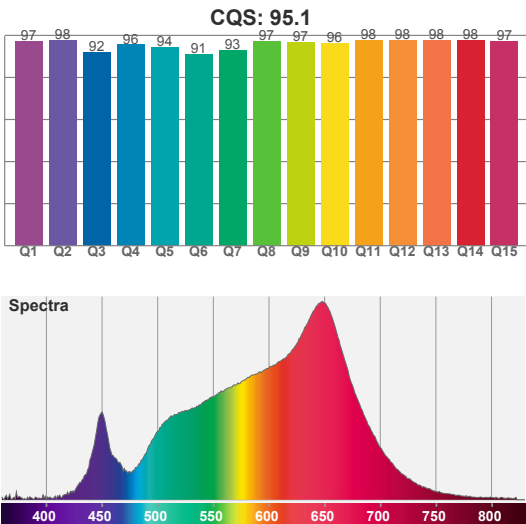 CQS: 95.1
97 98 92 96 94 91 93 97 97 96 98 98 98 98 97
Q1 Q2 Q3 Q4 Q5 Q6 Q7 Q8 Q9 Q10 Q11 Q12 Q13 Q14 Q15
Spectra
400 450 500 550 600 650 700 750 800